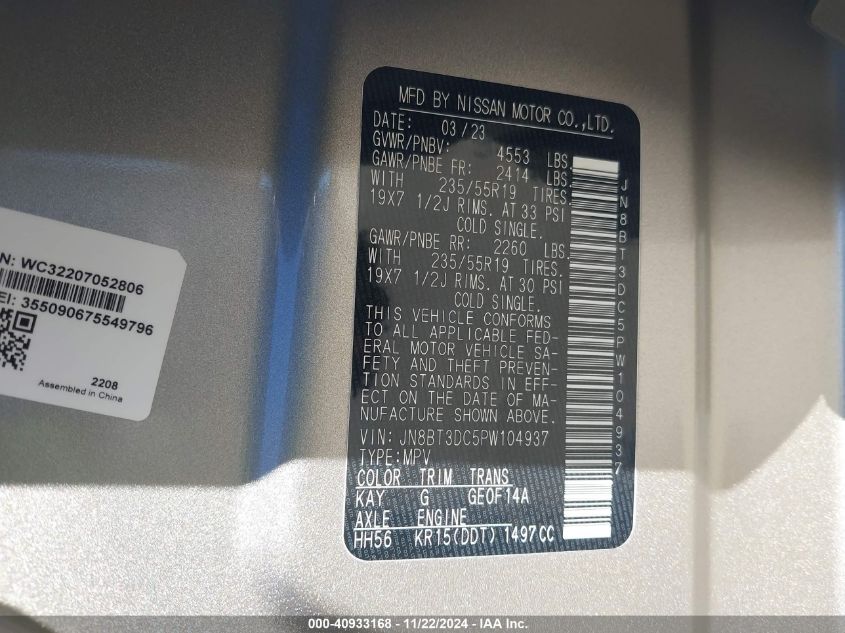 MFD BY NISSAN MOTOR CO.,LTD.
DATE: 03/23
GVWR/PNBV: 4553 LBS.
GAWR/PNBE FR: 2414 LBS.
WITH 235/55R19 TIRES.
19X7 1/2J RIMS. AT 33 PSI
COLD SINGLE.
GAWR/PNBE RR: 2260 LBS.
WITH 235/55R19 TIRES.
19X7 1/2J RIMS. AT 30 PSI
COLD SINGLE.
THIS VEHICLE CONFORMS
TO ALL APPLICABLE FED-
ERAL MOTOR VEHICLE SA-
FETY AND THEFT PREVEN-
TION STANDARDS IN EFF-
ECT ON THE DATE OF MA-
NUFACTURE SHOWN ABOVE.
VIN: JN8BT3DC5PW104937
TYPE:MPV
COLOR TRIM TRANS
KAY G GEOF14A
AXLE ENGINE
HH56 KR15(DDT) 1497CC
JN8BT3DC5PW104937
N: WC32207052806
EI: 355090675549796
2208
Assembled in China
000-40933168 - 11/22/2024 - IAA Inc.